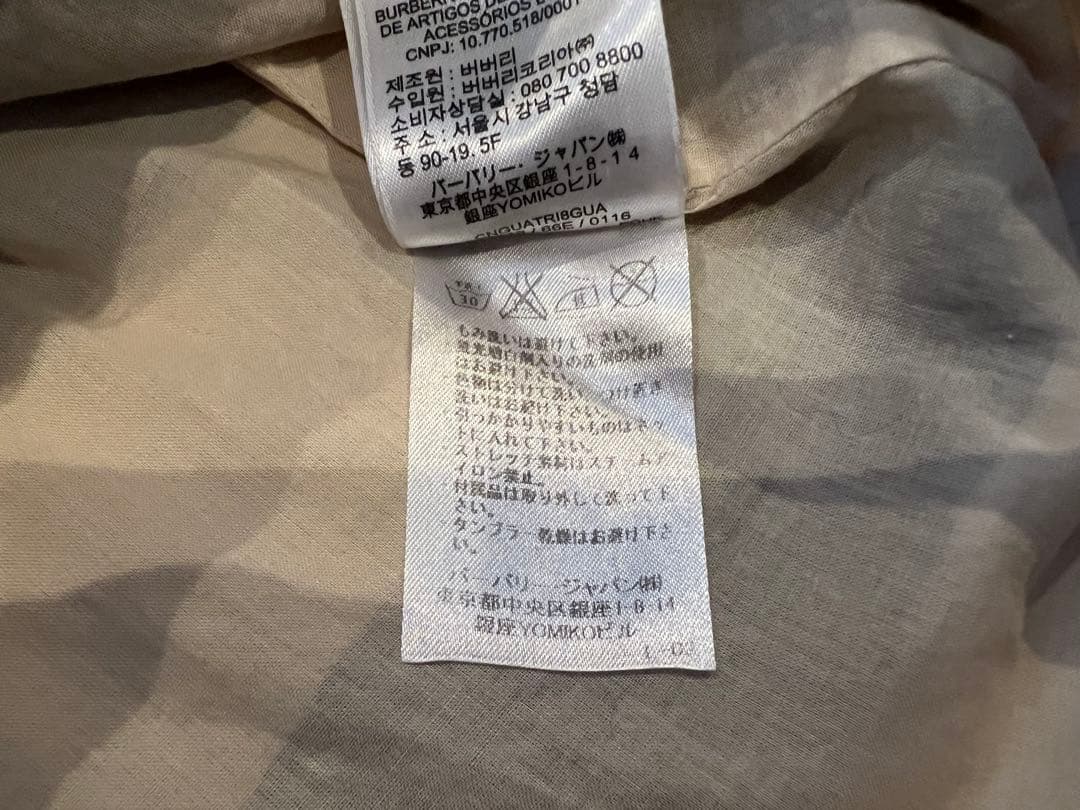 BURBER
DE ARTIGOS DE
ACESSÓRIOS
CNPJ: 10.770.518/0001
제조원 : 버버리
수입원 : 버버리코리아㈜
소비자상담실 : 080 700 8800
주 소 : 서울시 강남구 청담
동 90-19. 5F
バーバリー・ジャパン㈱
東京都中央区銀座 1-8-14
銀座YOMIKOビル
CNGUATRI8GUA
66E / 0116
30
低
もみ洗いは避けて下さい。
蛍光増白剤入りの洗剤の使用
はお避け下さい。
色物は分けて洗い、つけ置き
洗いはお避け下さい。
引っかかりやすいものはネッ
トに入れて下さい。
ストレッチ素材はスチームア
イロン禁止。
付属品は取り外して洗って下
さい。
タンブラー乾燥はお避け下さ
い。
バーバリー・ジャパン㈱
東京都中央区銀座1-8-14
銀座YOMIKOビル